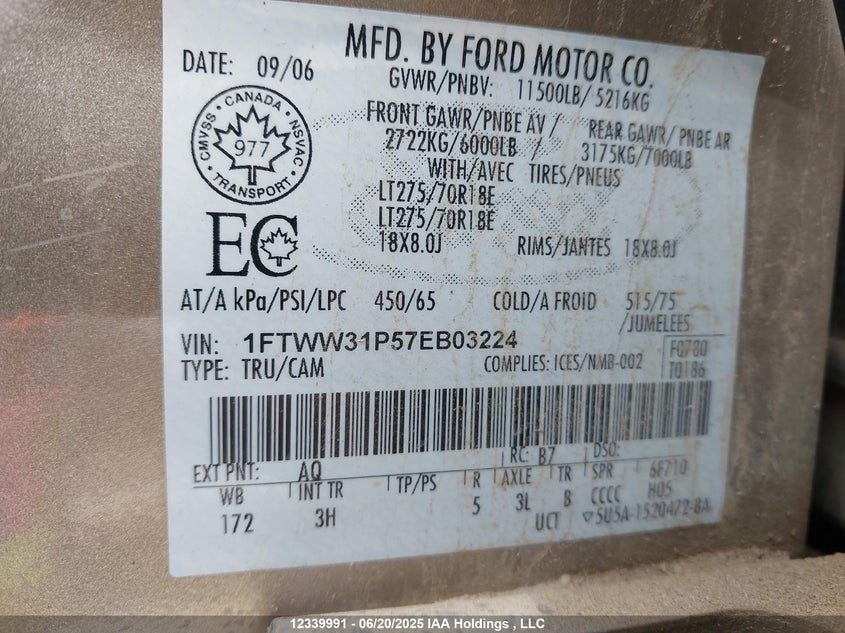 MFD. BY FORD MOTOR CO.
DATE: 09/06
GVWR/PNBV: 11500LB/ 5216KG
FRONT GAWR/PNBE AV / REAR GAWR/ PNBE AR
2722KG/6000LB / 3175KG/7000LB
WITH/AVEC TIRES/PNEUS
LT275/70R18E
LT275/70R18E
18X8.0J RIMS/JANTES 18X8.0J
CMVSS CANADA NSVAC
977
TRANSPORT
EC
AT/A kPa/PSI/LPC 450/65 COLD/A FROID 515/75
/JUMELEES
VIN: 1FTWW31P57EB03224
TYPE: TRU/CAM COMPLIES: ICES/NMB-002
F0780
T0186
RC: B7 DSO:
EXT PNT: AQ 6F710
WB INT TR TP/PS R AXLE TR SPR H05
172 3H 5 3L B CCCC
UCT ▽5U5A-1520472-BA
12339991 - 06/20/2025 IAA Holdings , LLC